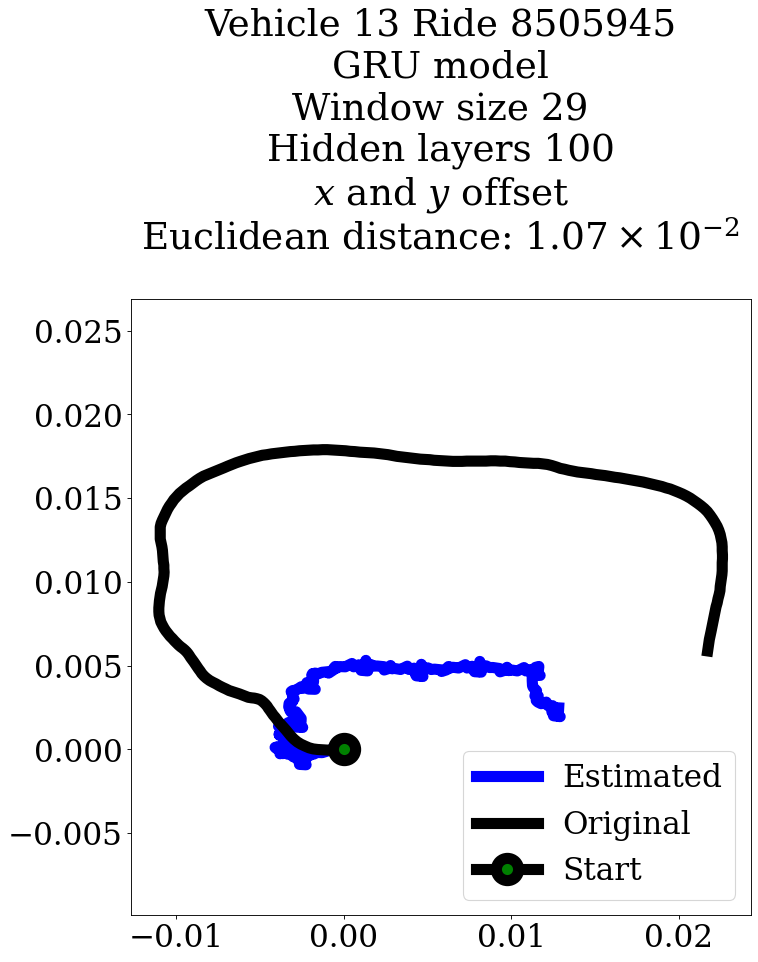 Vehicle 13 Ride 8505945
GRU model
Window size 29
Hidden layers 100
x and y offset
Euclidean distance: 1.07 × 10⁻²
0.025
0.020
0.015
0.010
0.005
0.000
−0.005
Estimated
Original
Start
−0.01
0.00
0.01
0.02